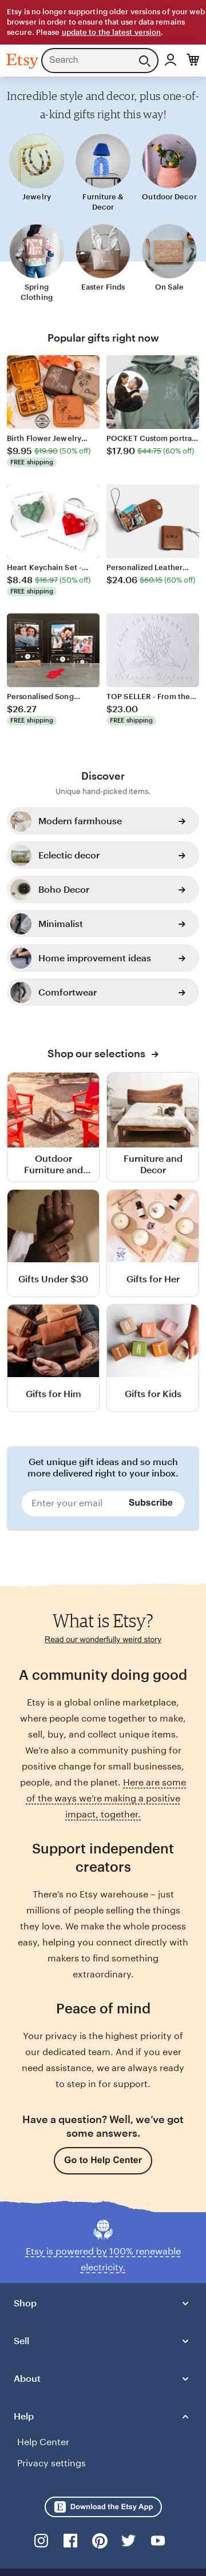 Etsy is no longer supporting older versions of your web
browser in order to ensure that user data remains
secure. Please update to the latest version.
Etsy
Search
Incredible style and decor, plus one-of-
a-kind gifts right this way!
Jewelry
Furniture &
Decor
Outdoor Decor
Spring
Clothing
Easter Finds
On Sale
Popular gifts right now
Birth Flower Jewelry...
$9.95 $19.90 (50% off)
FREE shipping
POCKET Custom portra...
$17.90 $44.75 (60% off)
Heart Keychain Set -...
$8.48 $16.97 (50% off)
FREE shipping
Personalized Leather...
$24.06 $60.15 (60% off)
Personalised Song...
$26.27
FREE shipping
TOP SELLER - From the...
$23.00
FREE shipping
Discover
Unique hand-picked items.
Modern farmhouse
Eclectic decor
Boho Decor
Minimalist
Home improvement ideas
Comfortwear
Shop our selections
Outdoor
Furniture and...
Furniture and
Decor
Gifts Under $30
Gifts for Her
Gifts for Him
Gifts for Kids
Get unique gift ideas and so much
more delivered right to your inbox.
Enter your email
Subscribe
What is Etsy?
Read our wonderfully weird story
A community doing good
Etsy is a global online marketplace,
where people come together to make,
sell, buy, and collect unique items.
We're also a community pushing for
positive change for small businesses,
people, and the planet. Here are some
of the ways we're making a positive
impact, together.
Support independent
creators
There's no Etsy warehouse – just
millions of people selling the things
they love. We make the whole process
easy, helping you connect directly with
makers to find something
extraordinary.
Peace of mind
Your privacy is the highest priority of
our dedicated team. And if you ever
need assistance, we are always ready
to step in for support.
Have a question? Well, we've got
some answers.
Go to Help Center
Etsy is powered by 100% renewable
electricity.
Shop
Sell
About
Help
Help Center
Privacy settings
E Download the Etsy App